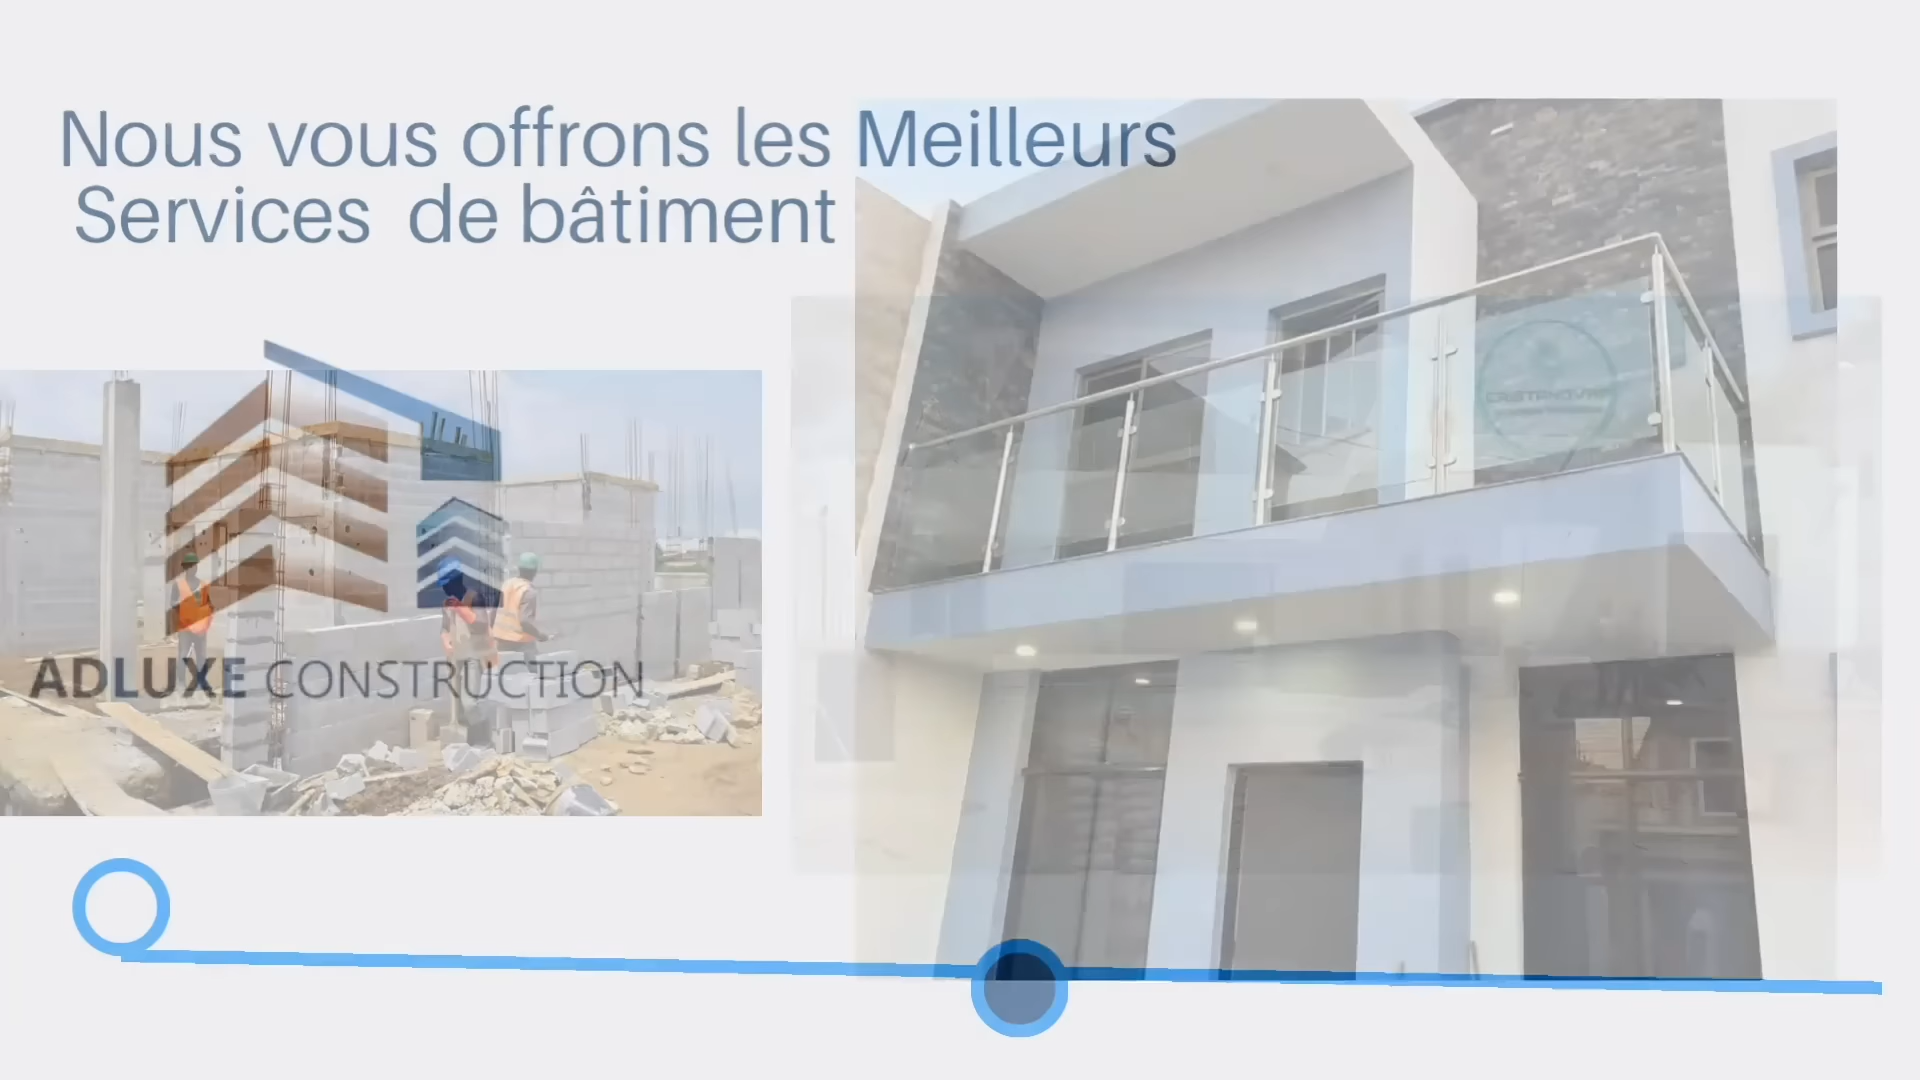 Nous vous offrons les Meilleurs
Services de bâtiment
ADLUXE CONSTRUCTION